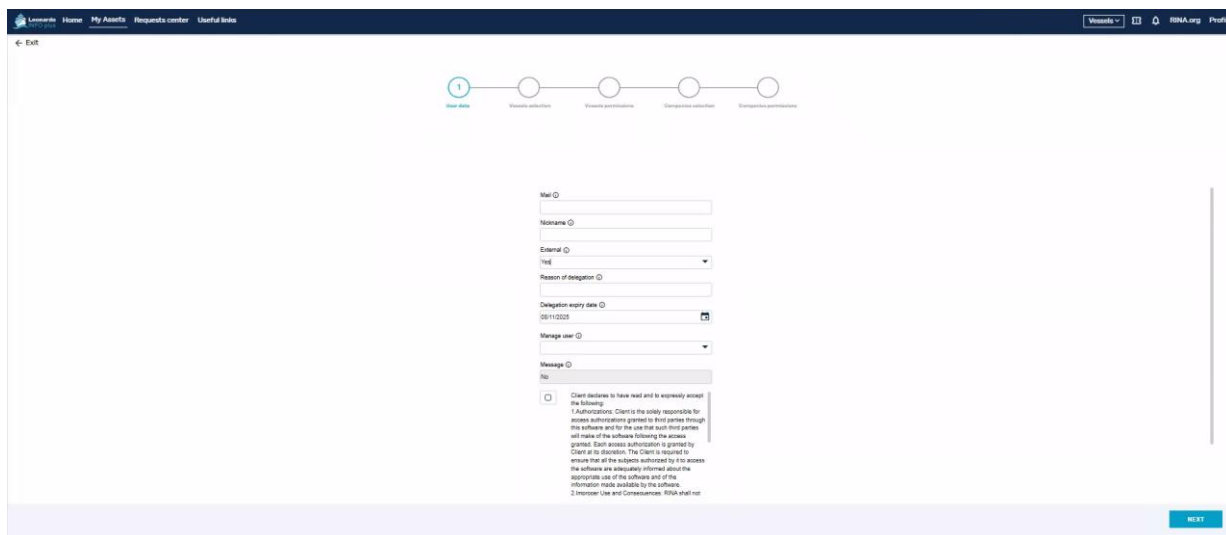 Leonardo INFO plus Home My Assets Requests center Useful links Vessels RINA.org Profi
← Exit
1
User data Vessels selection Vessels permissions Companies selection Companies permissions
Mail
Nickname
External
Yes
Reason of delegation
Delegation expiry date
08/11/2025
Manage user
Message
No
Client declares to have read and to expressly accept
the following:
1.Authorizations: Client is the solely responsible for
access authorizations granted to third parties through
this software and for the use that such third parties
will make of the software following the access
granted. Each access authorization is granted by
Client at its discretion. The Client is required to
ensure that all the subjects authorized by it to access
the software are adequately informed about the
appropriate use of the software and of the
information made available by the software.
2.Improper Use and Consequences: RINA shall not
NEXT